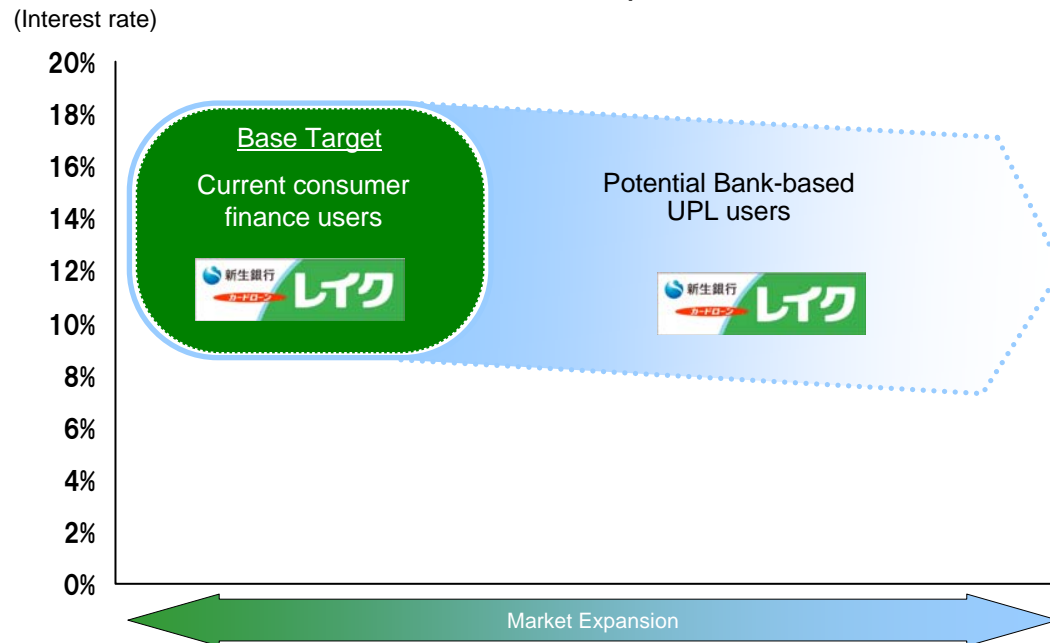 (Interest rate)
20%
18%
16%
14%
12%
10%
8%
6%
4%
2%
0%
Base Target
Current consumer
finance users
新生銀行
カードローン
レイク
Potential Bank-based
UPL users
新生銀行
カードローン
レイク
Market Expansion